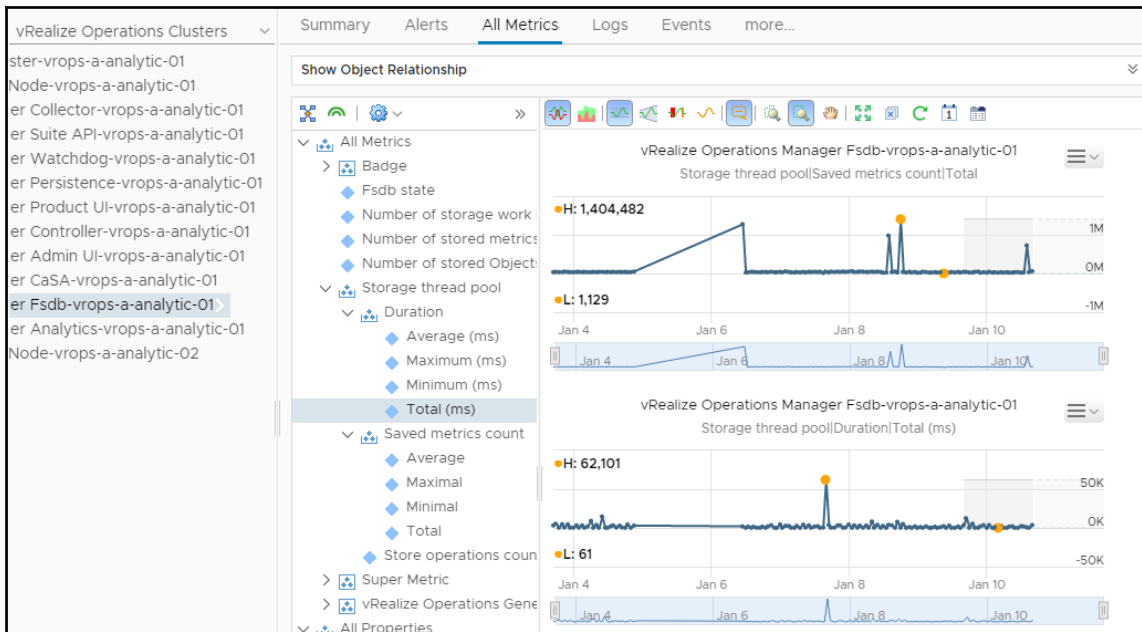 vRealize Operations Clusters
ster-vrops-a-analytic-01
Node-vrops-a-analytic-01
er Collector-vrops-a-analytic-01
er Suite API-vrops-a-analytic-01
er Watchdog-vrops-a-analytic-01
er Persistence-vrops-a-analytic-01
er Product UI-vrops-a-analytic-01
er Controller-vrops-a-analytic-01
er Admin UI-vrops-a-analytic-01
er CaSA-vrops-a-analytic-01
er Fsdb-vrops-a-analytic-01
er Analytics-vrops-a-analytic-01
Node-vrops-a-analytic-02
Summary Alerts All Metrics Logs Events more...
Show Object Relationship
All Metrics
Badge
Fsdb state
Number of storage work
Number of stored metrics
Number of stored Objects
Storage thread pool
Duration
Average (ms)
Maximum (ms)
Minimum (ms)
Total (ms)
Saved metrics count
Average
Maximal
Minimal
Total
Store operations coun
Super Metric
vRealize Operations Gene
All Properties
1
vRealize Operations Manager Fsdb-vrops-a-analytic-01
Storage thread pool|Saved metrics count|Total
H: 1,404,482
1M
0M
L: 1,129
-1M
Jan 4 Jan 6 Jan 8 Jan 10
Jan 4 Jan 6 Jan 8 Jan 10
vRealize Operations Manager Fsdb-vrops-a-analytic-01
Storage thread pool|Duration|Total (ms)
H: 62,101
50K
0K
L: 61
-50K
Jan 4 Jan 6 Jan 8 Jan 10
Jan 4 Jan 6 Jan 8 Jan 10